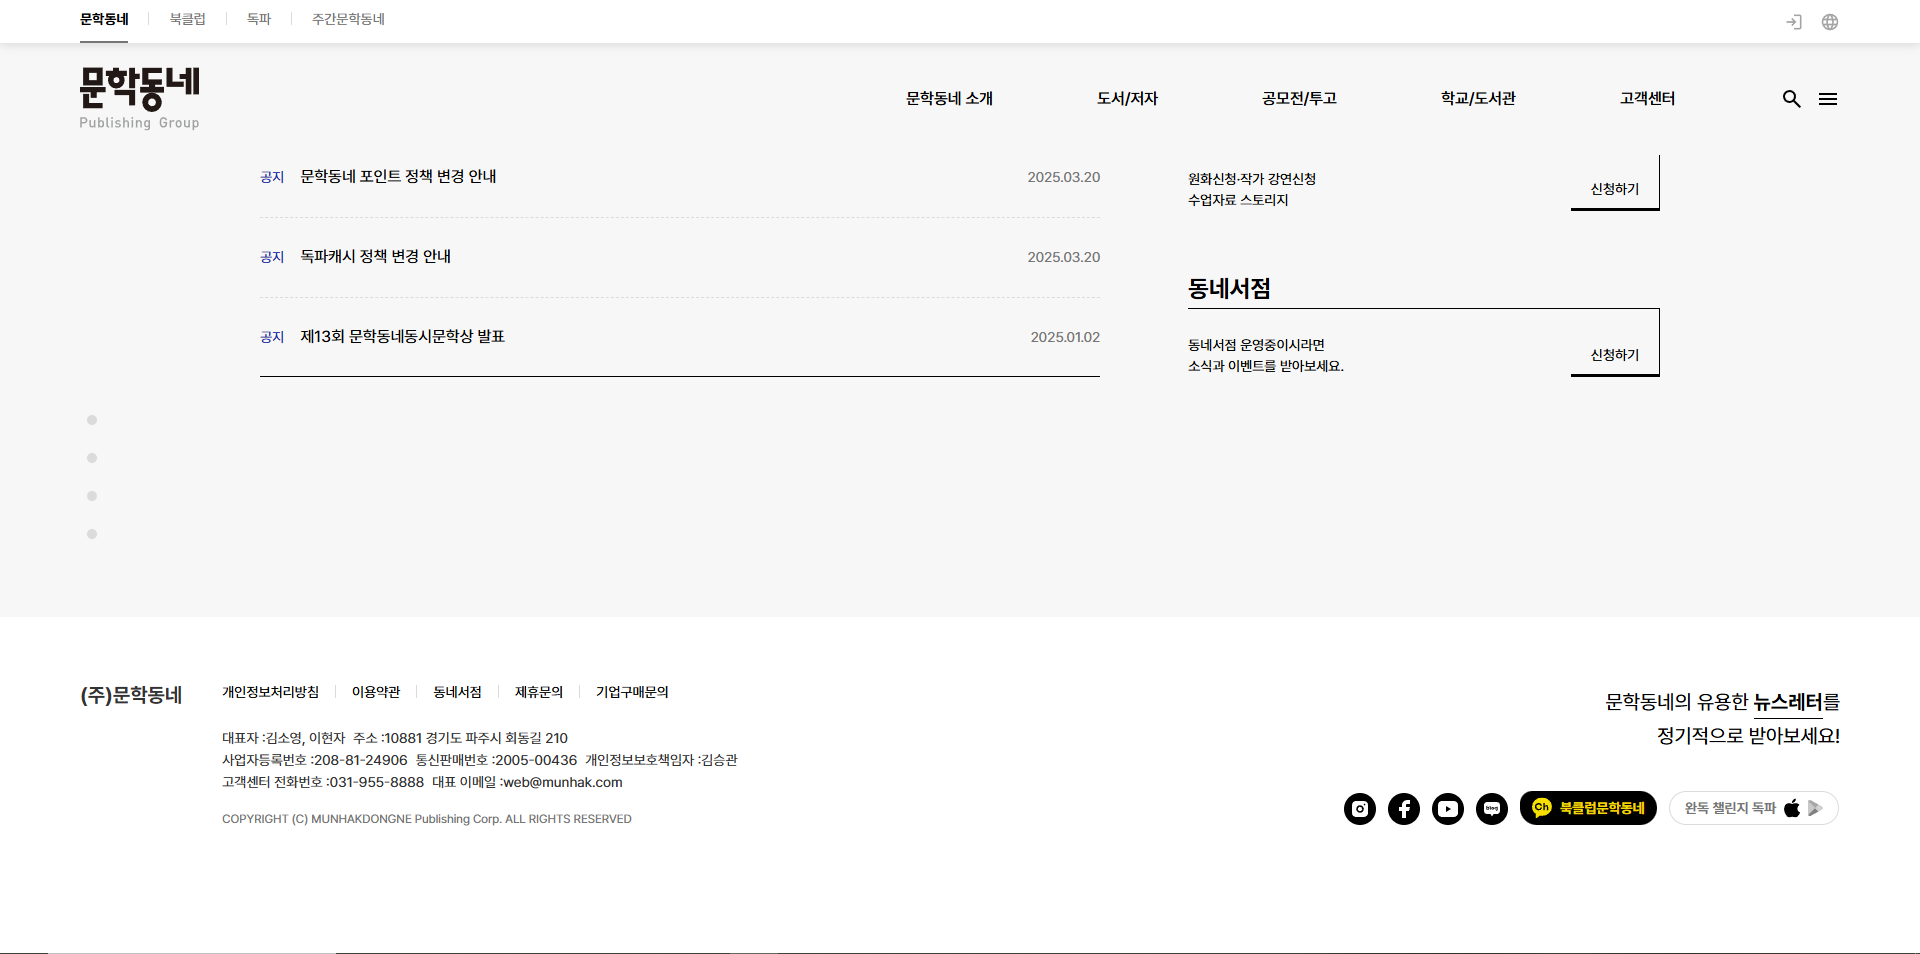 문학동네
북클럽
독파
주간문학동네
문학동네
Publishing Group
문학동네 소개
도서/저자
공모전/투고
학교/도서관
고객센터
공지 문학동네 포인트 정책 변경 안내 2025.03.20
공지 독파캐시 정책 변경 안내 2025.03.20
공지 제13회 문학동네동시문학상 발표 2025.01.02
원화신청·작가 강연신청
수업자료 스토리지
신청하기
동네서점
동네서점 운영중이시라면
소식과 이벤트를 받아보세요.
신청하기
(주)문학동네
개인정보처리방침
이용약관
동네서점
제휴문의
기업구매문의
대표자 :김소영, 이현자 주소 :10881 경기도 파주시 회동길 210
사업자등록번호 :208-81-24906 통신판매번호 :2005-00436 개인정보보호책임자 :김승관
고객센터 전화번호 :031-955-8888 대표 이메일 :web@munhak.com
COPYRIGHT (C) MUNHAKDONGNE Publishing Corp. ALL RIGHTS RESERVED
문학동네의 유용한 뉴스레터를
정기적으로 받아보세요!
blog
Ch 북클럽문학동네
완독 챌린지 독파